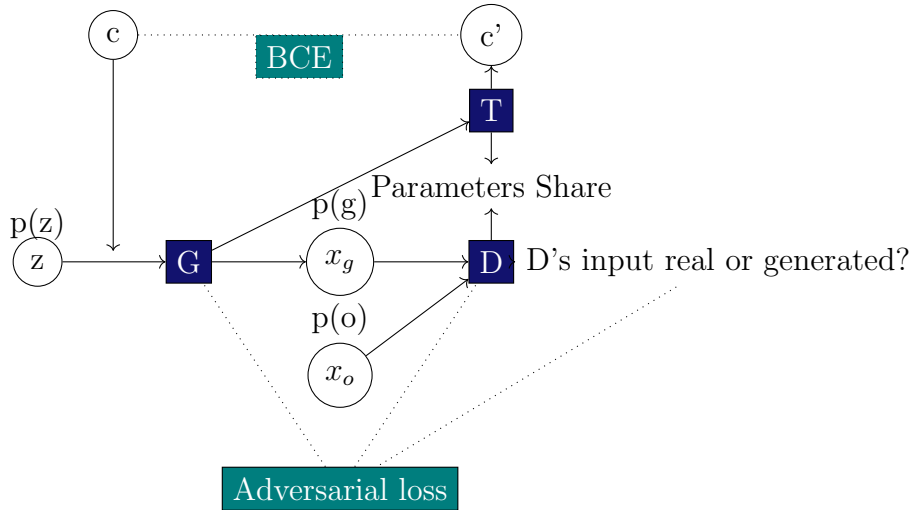 c
c'
BCE
T
Parameters Share
p(z)
p(g)
z
G
x_g
D
D's input real or generated?
p(o)
x_o
Adversarial loss